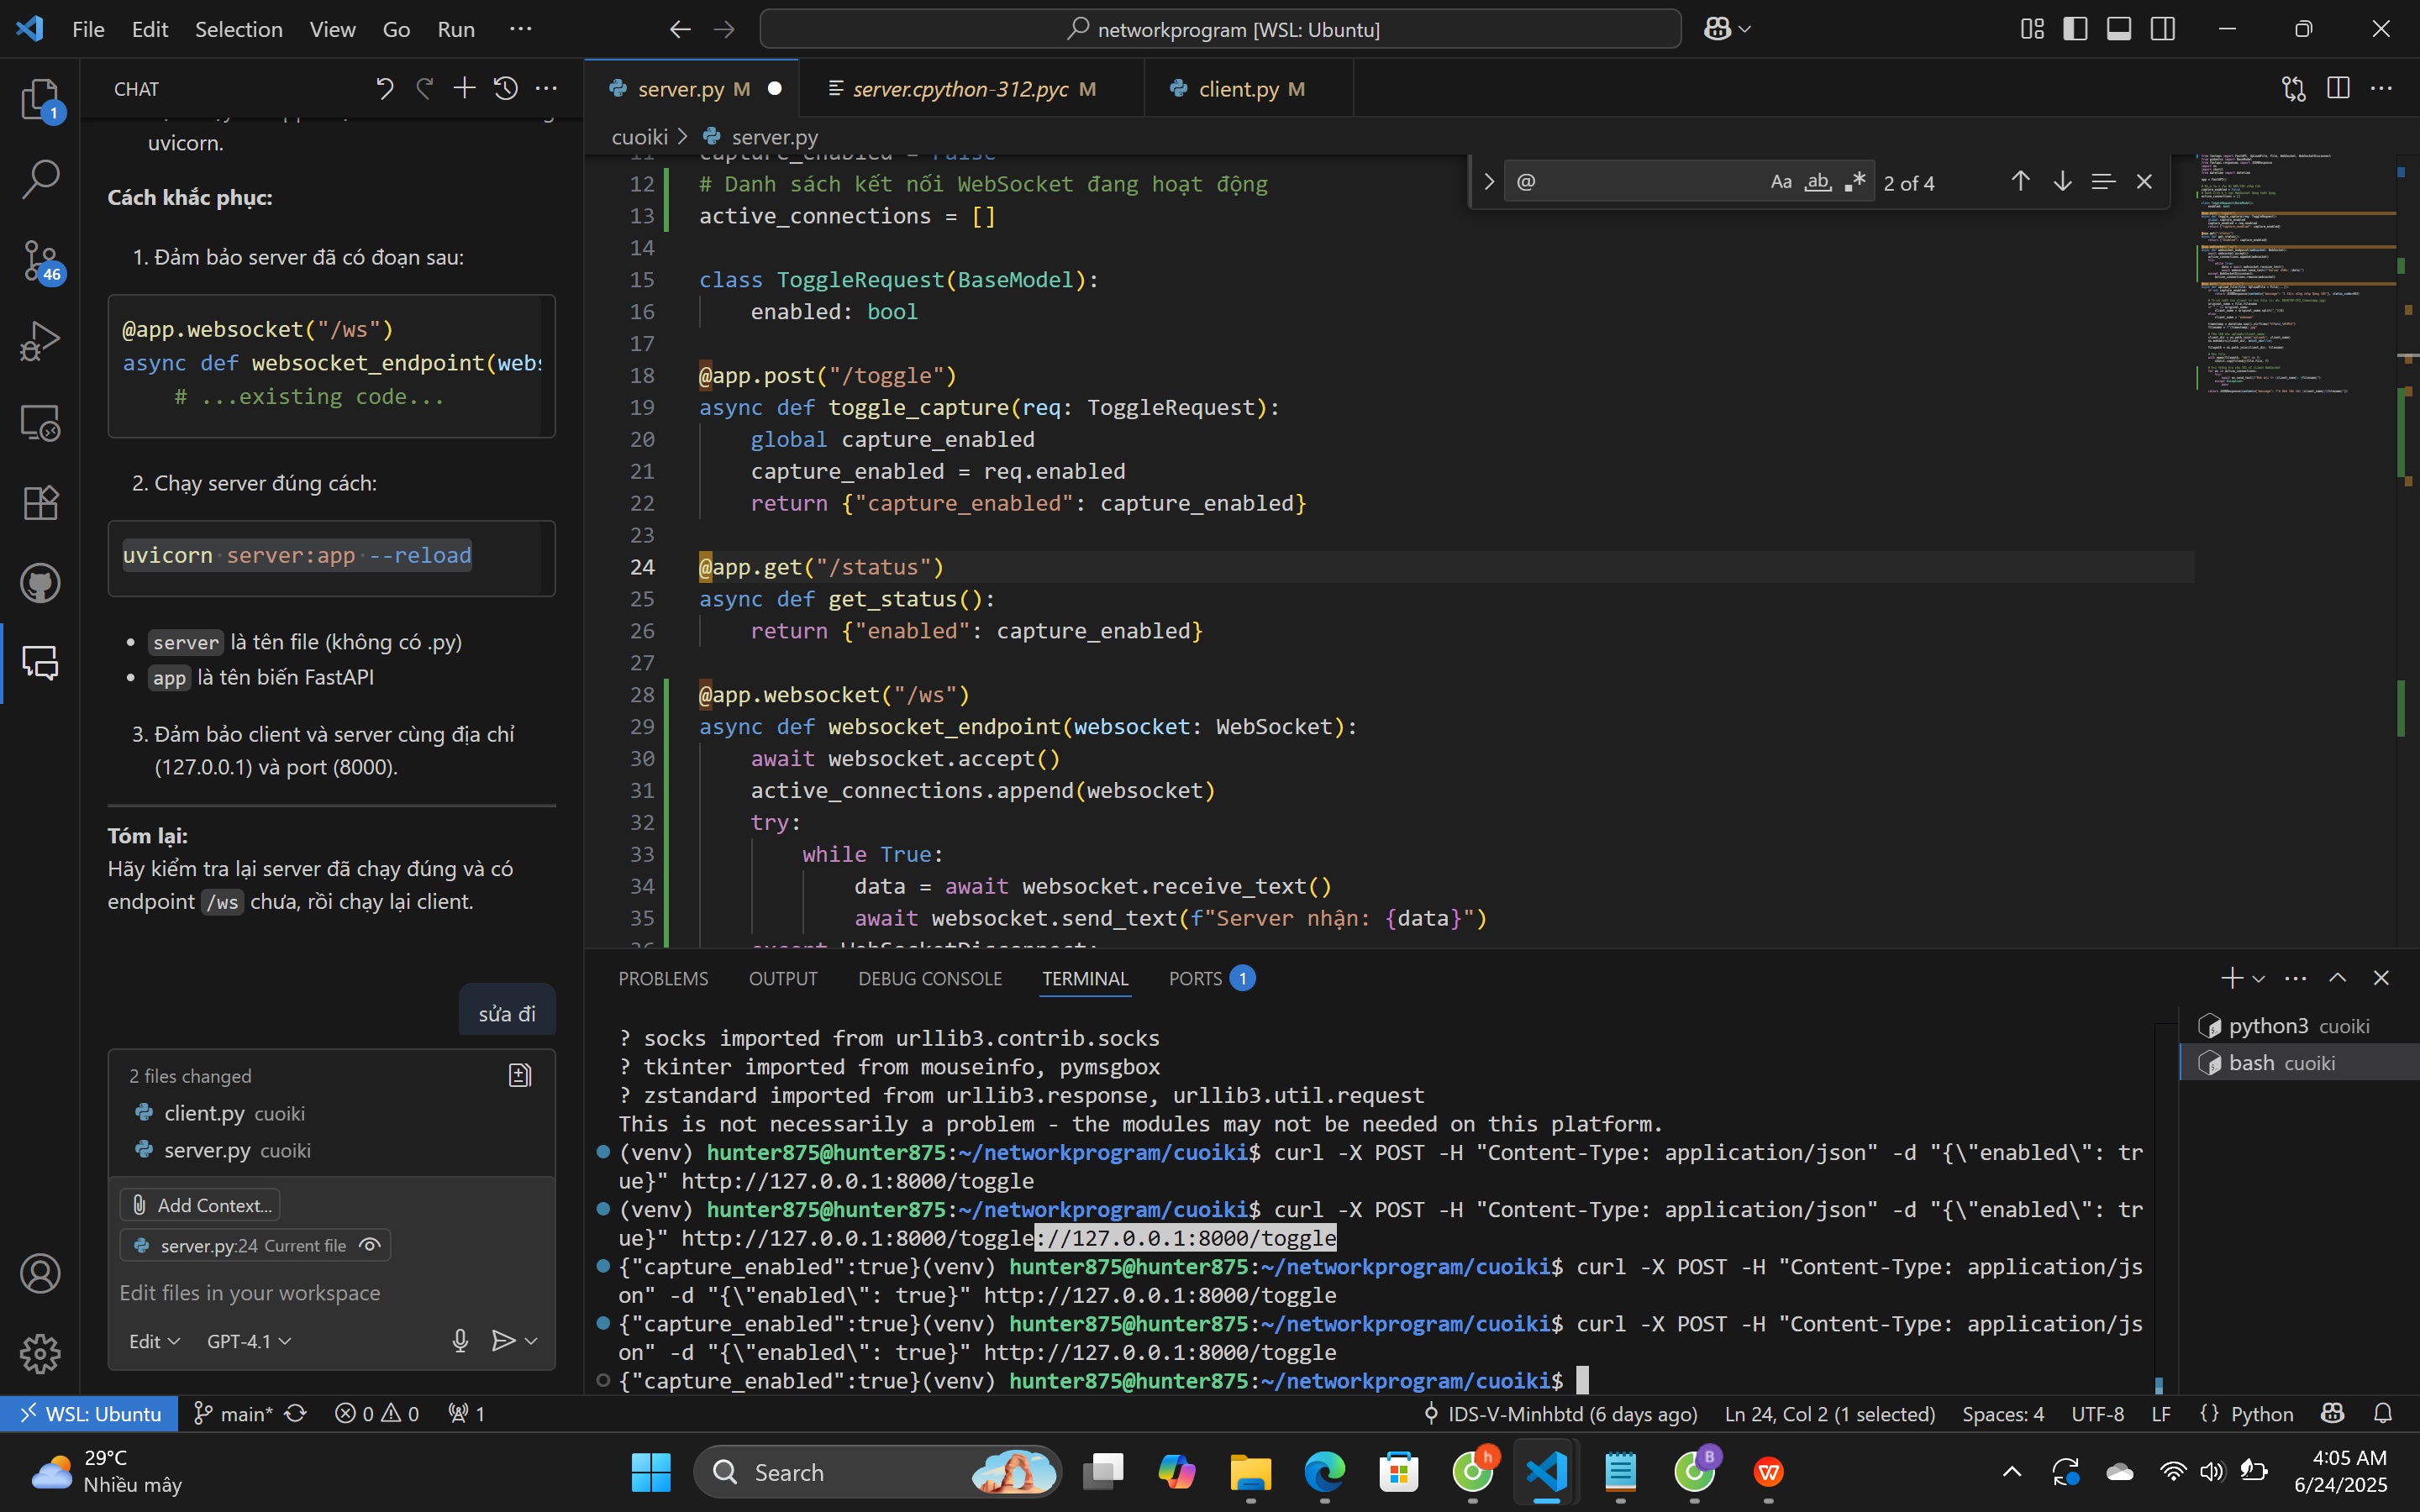 File Edit Selection View Go Run ···
networkprogram [WSL: Ubuntu]
CHAT
uvicorn.
Cách khắc phục:
1. Đảm bảo server đã có đoạn sau:
@app.websocket("/ws")
async def websocket_endpoint(webs
# ...existing code...
2. Chạy server đúng cách:
uvicorn server:app --reload
• server là tên file (không có .py)
• app là tên biến FastAPI
3. Đảm bảo client và server cùng địa chỉ
(127.0.0.1) và port (8000).
Tóm lại:
Hãy kiểm tra lại server đã chạy đúng và có
endpoint /ws chưa, rồi chạy lại client.
sửa đi
2 files changed
client.py cuoiki
server.py cuoiki
Add Context...
server.py:24 Current file
Edit files in your workspace
Edit GPT-4.1
1
46
server.py M
server.cpython-312.pyc M
client.py M
cuoiki > server.py
@ Aa ab 2 of 4
11 capture_enabled = False
12 # Danh sách kết nối WebSocket đang hoạt động
13 active_connections = []
14
15 class ToggleRequest(BaseModel):
16 enabled: bool
17
18 @app.post("/toggle")
19 async def toggle_capture(req: ToggleRequest):
20 global capture_enabled
21 capture_enabled = req.enabled
22 return {"capture_enabled": capture_enabled}
23
24 @app.get("/status")
25 async def get_status():
26 return {"enabled": capture_enabled}
27
28 @app.websocket("/ws")
29 async def websocket_endpoint(websocket: WebSocket):
30 await websocket.accept()
31 active_connections.append(websocket)
32 try:
33 while True:
34 data = await websocket.receive_text()
35 await websocket.send_text(f"Server nhận: {data}")
36 except WebSocketDisconnect:
PROBLEMS OUTPUT DEBUG CONSOLE TERMINAL PORTS 1
? socks imported from urllib3.contrib.socks
? tkinter imported from mouseinfo, pymsgbox
? zstandard imported from urllib3.response, urllib3.util.request
This is not necessarily a problem - the modules may not be needed on this platform.
(venv) hunter875@hunter875:~/networkprogram/cuoiki$ curl -X POST -H "Content-Type: application/json" -d "{\"enabled\": tr
ue}" http://127.0.0.1:8000/toggle
(venv) hunter875@hunter875:~/networkprogram/cuoiki$ curl -X POST -H "Content-Type: application/json" -d "{\"enabled\": tr
ue}" http://127.0.0.1:8000/toggle://127.0.0.1:8000/toggle
{"capture_enabled":true}(venv) hunter875@hunter875:~/networkprogram/cuoiki$ curl -X POST -H "Content-Type: application/js
on" -d "{\"enabled\": true}" http://127.0.0.1:8000/toggle
{"capture_enabled":true}(venv) hunter875@hunter875:~/networkprogram/cuoiki$ curl -X POST -H "Content-Type: application/js
on" -d "{\"enabled\": true}" http://127.0.0.1:8000/toggle
{"capture_enabled":true}(venv) hunter875@hunter875:~/networkprogram/cuoiki$
python3 cuoiki
bash cuoiki
WSL: Ubuntu main* 0 0 1 IDS-V-Minhbtd (6 days ago) Ln 24, Col 2 (1 selected) Spaces: 4 UTF-8 LF {} Python
29°C
Nhiều mây
Search
h
B
4:05 AM
6/24/2025